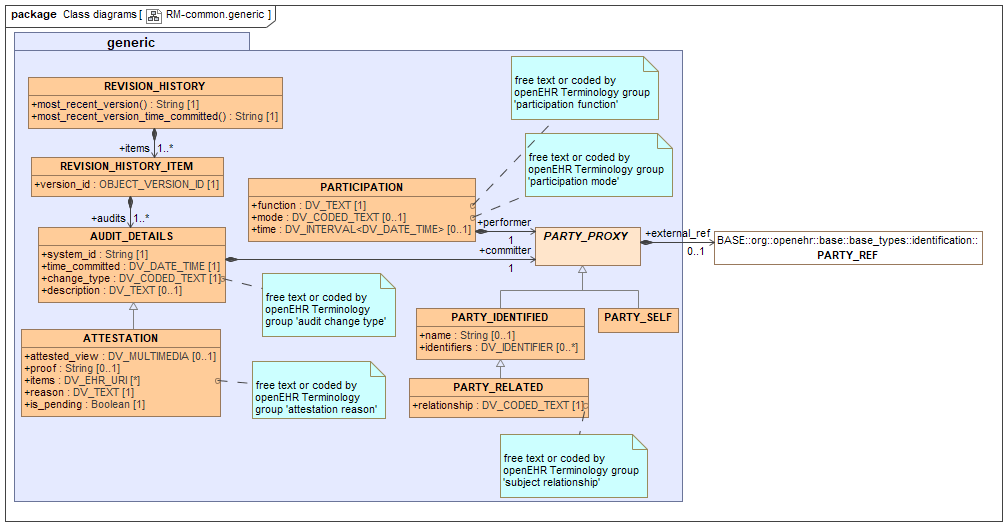 package Class diagrams [ RM-common.generic ]
generic
REVISION_HISTORY
+most_recent_version() : String [1]
+most_recent_version_time_committed() : String [1]
+items 1..*
REVISION_HISTORY_ITEM
+version_id : OBJECT_VERSION_ID [1]
+audits 1..*
AUDIT_DETAILS
+system_id : String [1]
+time_committed : DV_DATE_TIME [1]
+change_type : DV_CODED_TEXT [1]
+description : DV_TEXT [0..1]
ATTESTATION
+attested_view : DV_MULTIMEDIA [0..1]
+proof : String [0..1]
+items : DV_EHR_URI [*]
+reason : DV_TEXT [1]
+is_pending : Boolean [1]
free text or coded by
openEHR Terminology
group 'audit change type'
free text or coded by
openEHR Terminology
group 'attestation reason'
PARTICIPATION
+function : DV_TEXT [1]
+mode : DV_CODED_TEXT [0..1]
+time : DV_INTERVAL<DV_DATE_TIME> [0..1]
free text or coded by
openEHR Terminology group
'participation function'
free text or coded by
openEHR Terminology group
'participation mode'
+performer
1
+committer
1
PARTY_PROXY
+external_ref
0..1
BASE::org::openehr::base::base_types::identification::
PARTY_REF
PARTY_IDENTIFIED
+name : String [0..1]
+identifiers : DV_IDENTIFIER [0..*]
PARTY_SELF
PARTY_RELATED
+relationship : DV_CODED_TEXT [1]
free text or coded by
openEHR Terminology group
'subject relationship'